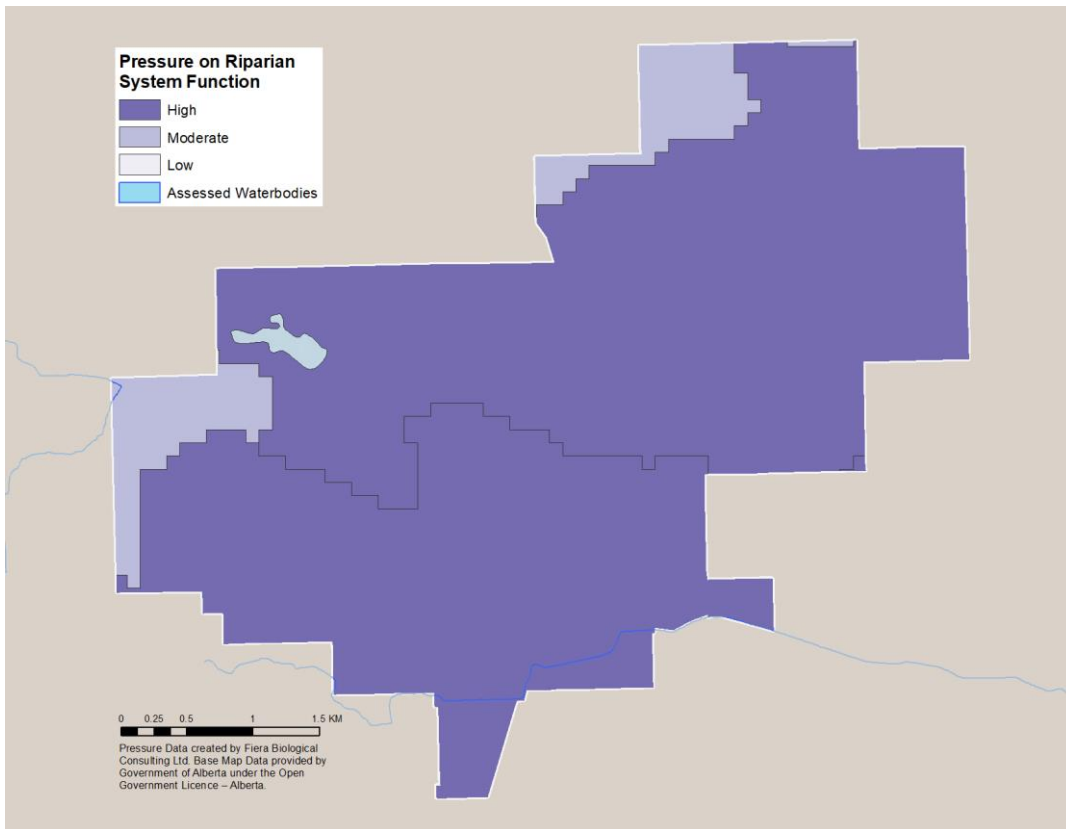 Pressure on Riparian
System Function
High
Moderate
Low
Assessed Waterbodies
0 0.25 0.5 1 1.5 KM
Pressure Data created by Fiera Biological
Consulting Ltd. Base Map Data provided by
Government of Alberta under the Open
Government Licence – Alberta.